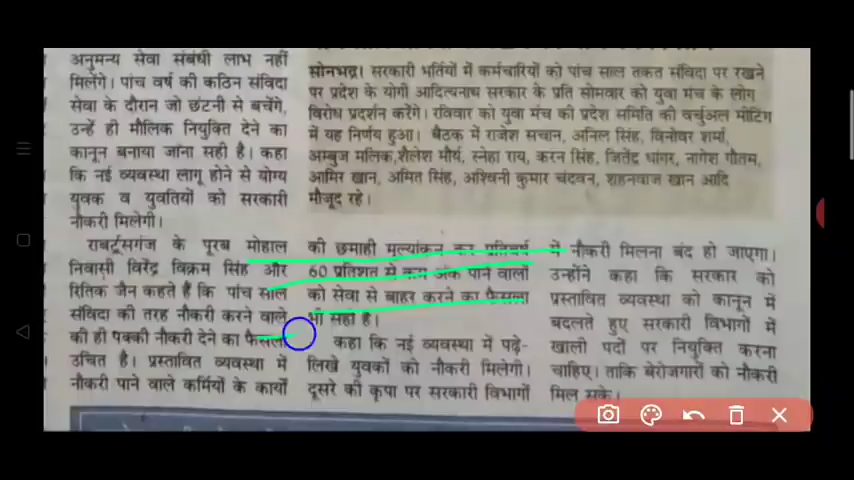 अनुमन्य सेवा संबंधी लाभ नहीं
मिलेंगे। पांच वर्ष की कठिन संविदा
सेवा के दौरान जो छंटनी से बचेंगे,
उन्हें ही मौलिक नियुक्ति देने का
कानून बनाया जांना सही है। कहा
कि नई व्यवस्था लागू होने से योग्य
युवक व युवतियों को सरकारी
नौकरी मिलेगी।
राबर्ट्सगंज के पूरब मोहाल
निवासी विरेंद्र विक्रम सिंह और
रितिक जैन कहते हैं कि पांच साल
संविदा की तरह नौकरी करने वाले
की ही पक्की नौकरी देने का फैसला
उचित है। प्रस्तावित व्यवस्था में
नौकरी पाने वाले कर्मियों के कार्यों
सोनभद्र। सरकारी भर्तियों में कर्मचारियों को पांच साल तकत संविदा पर रखने
पर प्रदेश के योगी आदित्यनाथ सरकार के प्रति सोमवार को युवा मंच के लोग
विरोध प्रदर्शन करेंगे। रविवार को युवा मंच की प्रदेश समिति की वर्चुअल मीटिंग
में यह निर्णय हुआ। बैठक में राजेश सचान, अनिल सिंह, विनोवर शर्मा,
अम्बुज मलिक,शैलेश मौर्य, स्नेहा राय, करन सिंह, जितेंद्र धांगर, नागेश गौतम,
आमिर खान, अमित सिंह, अश्विनी कुमार चंदवन, शहनवाज खान आदि
मौजूद रहे।
की छमाही मूल्यांकन कर प्रतिवर्ष
60 प्रतिशत से कम अंक पाने वालों
को सेवा से बाहर करने का फैसला
भी सही है।
कहा कि नई व्यवस्था में पढ़े-
लिखे युवकों को नौकरी मिलेगी।
दूसरे की कृपा पर सरकारी विभागों
में नौकरी मिलना बंद हो जाएगा।
उन्होंने कहा कि सरकार को
प्रस्तावित व्यवस्था को कानून में
बदलते हुए सरकारी विभागों में
खाली पदों पर नियुक्ति करना
चाहिए। ताकि बेरोजगारों को नौकरी
मिल सके।